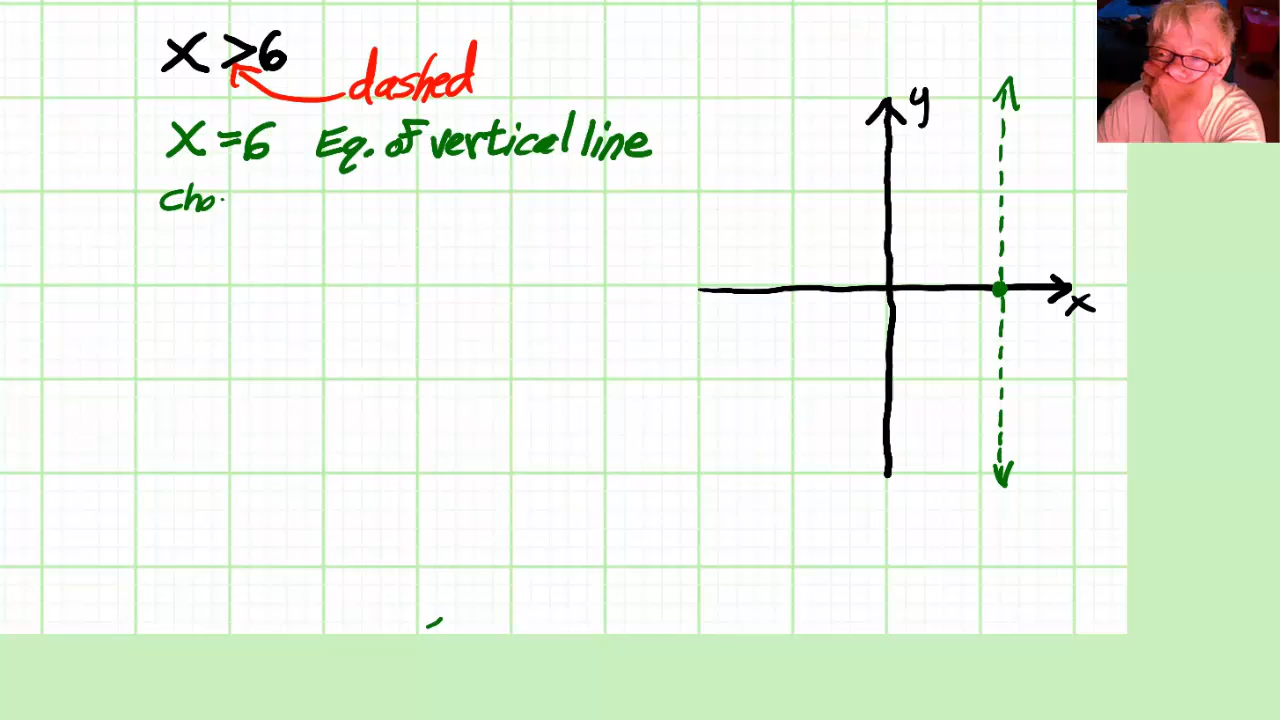 x > 6
dashed
x = 6 Eq. of vertical line
Cho
y
x